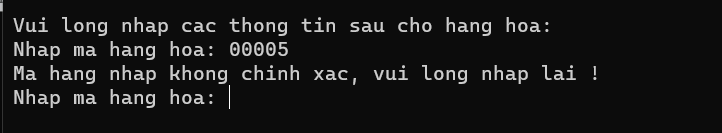 Vui long nhap cac thong tin sau cho hang hoa:
Nhap ma hang hoa: 00005
Ma hang nhap khong chinh xac, vui long nhap lai !
Nhap ma hang hoa: